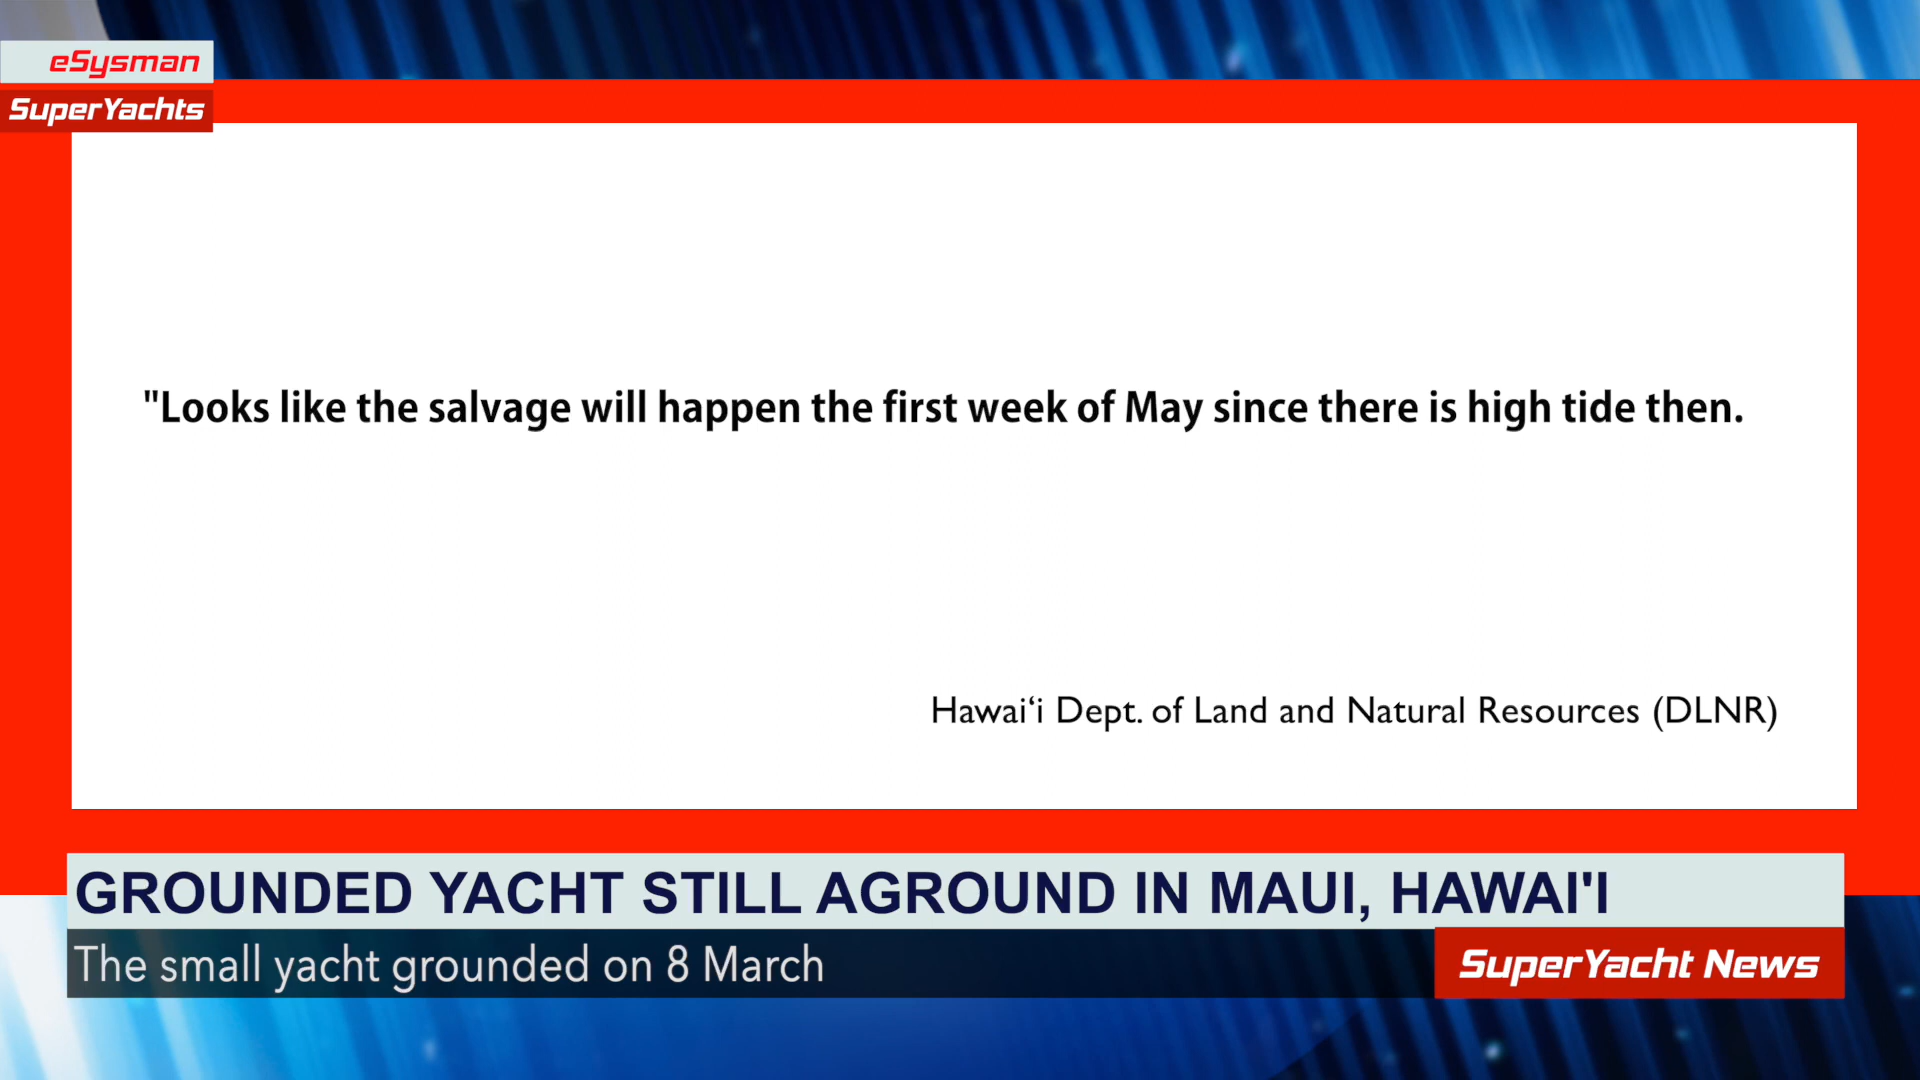 eSysman
SuperYachts
"Looks like the salvage will happen the first week of May since there is high tide then.
Hawai‘i Dept. of Land and Natural Resources (DLNR)
GROUNDED YACHT STILL AGROUND IN MAUI, HAWAI'I
The small yacht grounded on 8 March
SuperYacht News